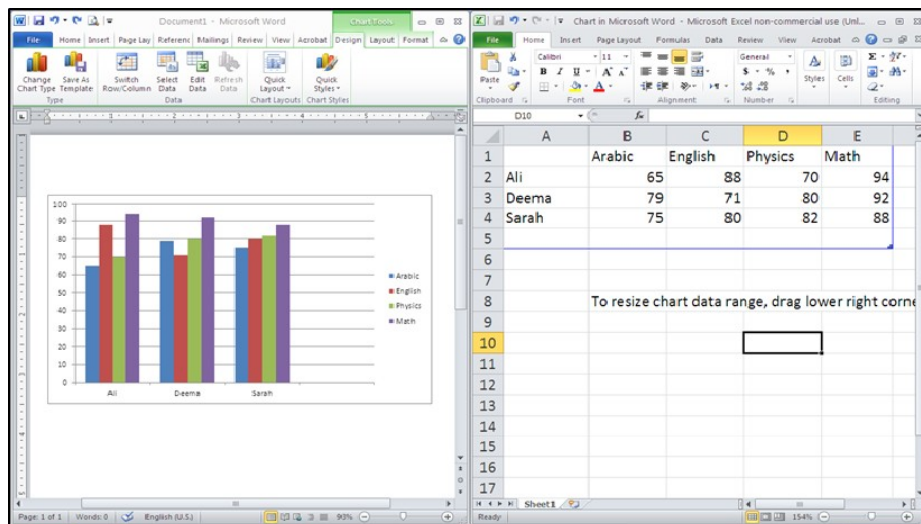 Document1 - Microsoft Word
Chart Tools
File Home Insert Page Lay Referenc Mailings Review View Acrobat Design Layout Format
Change Chart Type
Save As Template
Switch Row/Column
Select Data
Edit Data
Refresh Data
Quick Layout
Quick Styles
Type
Data
Chart Layouts
Chart Styles
100
90
80
70
60
50
40
30
20
10
0
Ali Deema Sarah
Arabic
English
Physics
Math
Page: 1 of 1 Words: 0 English (U.S.) 93%
Chart in Microsoft Word - Microsoft Excel non-commercial use (Unl...
File Home Insert Page Layout Formulas Data Review View Acrobat
Paste
Calibri 11
B I U A A
General
$ % ,
Styles
Cells
Clipboard Font Alignment Number Editing
D10 fx
A B C D E
1 Arabic English Physics Math
2 Ali 65 88 70 94
3 Deema 79 71 80 92
4 Sarah 75 80 82 88
5
6
7
8 To resize chart data range, drag lower right corne
9
10
11
12
13
14
15
16
17
Sheet1
Ready 154%